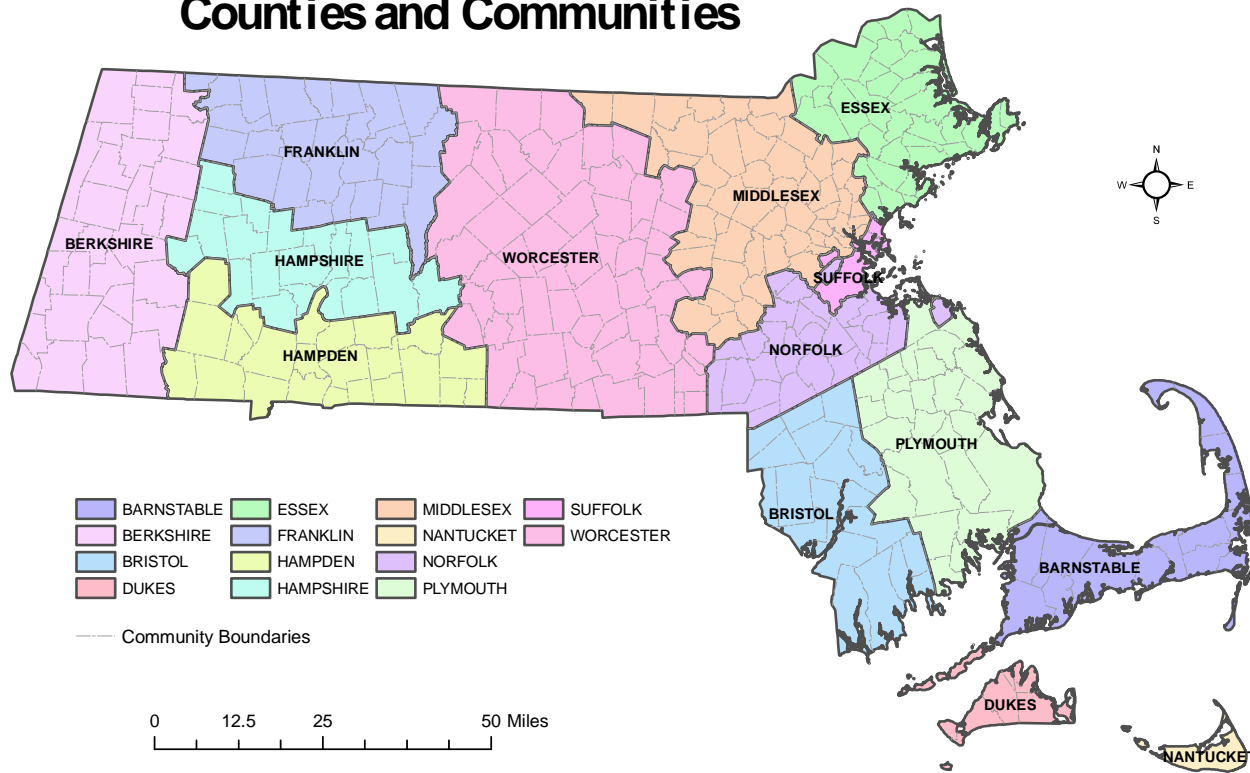 Counties and Communities
ESSEX
FRANKLIN
N
W E
S
MIDDLESEX
BERKSHIRE
HAMPSHIRE
WORCESTER
SUFFOLK
HAMPDEN
NORFOLK
PLYMOUTH
BRISTOL
BARNSTABLE
DUKES
NANTUCKE
BARNSTABLE ESSEX MIDDLESEX SUFFOLK
BERKSHIRE FRANKLIN NANTUCKET WORCESTER
BRISTOL HAMPDEN NORFOLK
DUKES HAMPSHIRE PLYMOUTH
Community Boundaries
0 12.5 25 50 Miles